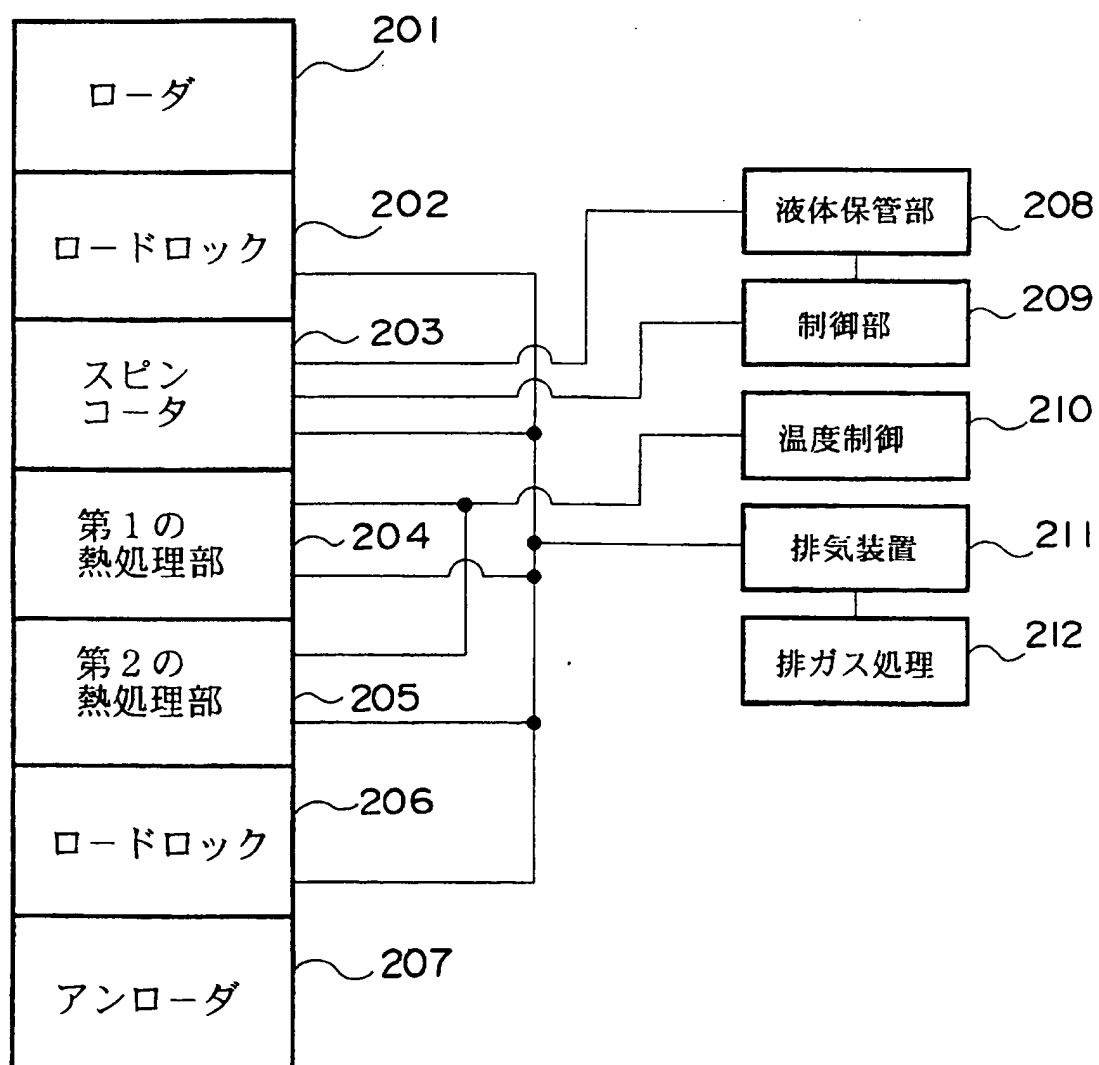 201
ローダ
202
ロードロック
203
スピン
コータ
204
第1の
熱処理部
205
第2の
熱処理部
206
ロードロック
207
アンローダ
液体保管部
208
制御部
209
温度制御
210
排気装置
211
排ガス処理
212